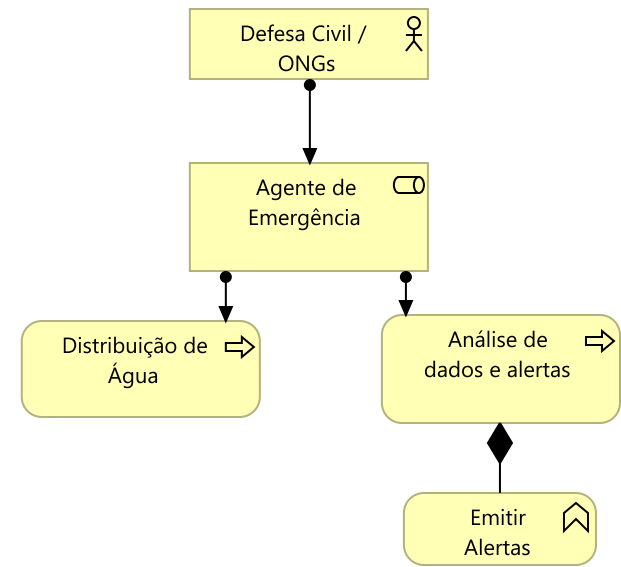 Defesa Civil /
ONGs
Agente de
Emergência
Distribuição de
Água
Análise de
dados e alertas
Emitir
Alertas